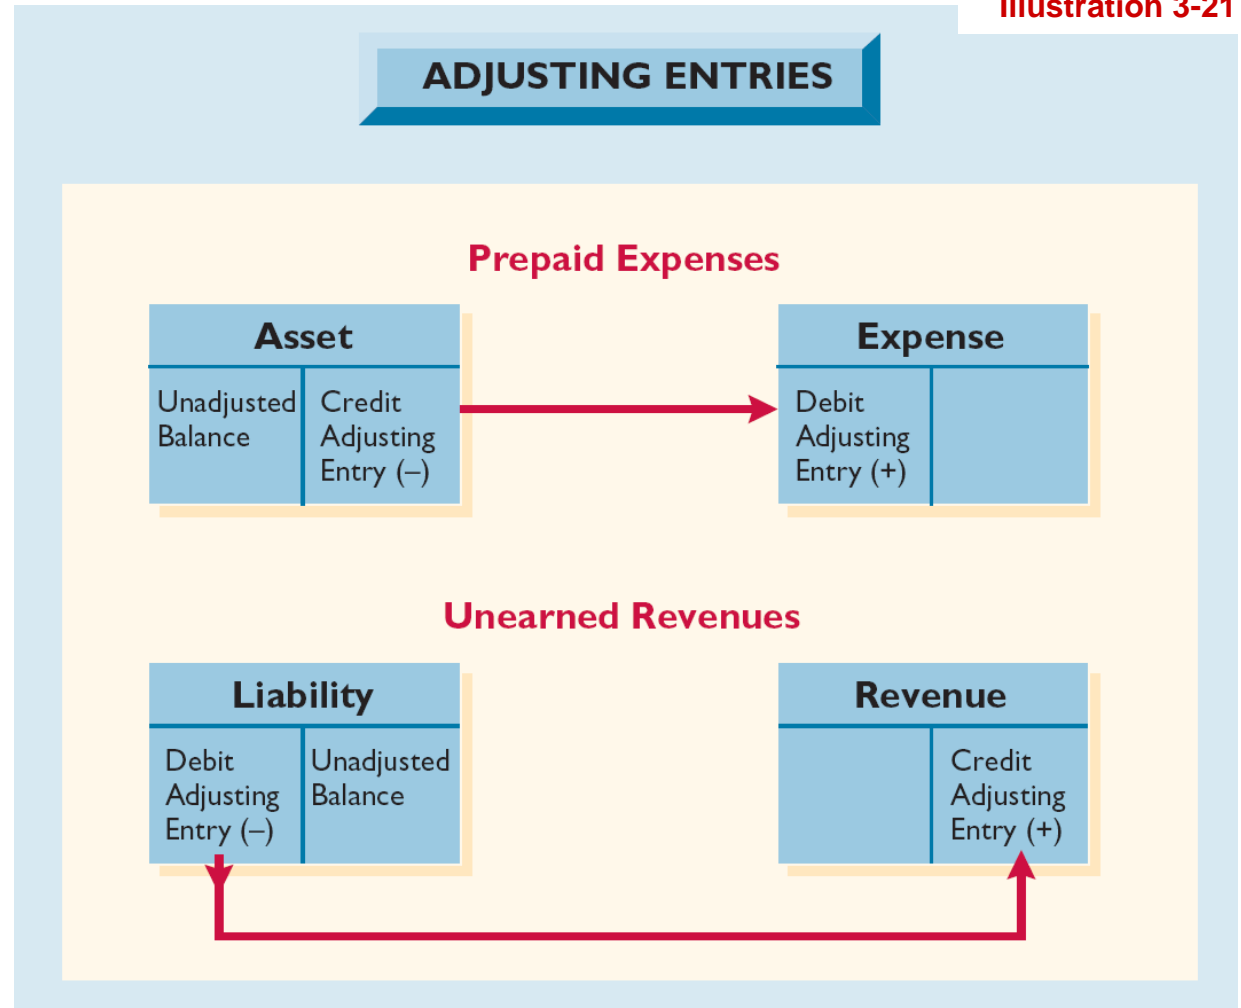 Illustration 3-21
ADJUSTING ENTRIES
Prepaid Expenses
Asset
Unadjusted
Balance
Credit
Adjusting
Entry (–)
Expense
Debit
Adjusting
Entry (+)
Unearned Revenues
Liability
Debit
Adjusting
Entry (–)
Unadjusted
Balance
Revenue
Credit
Adjusting
Entry (+)